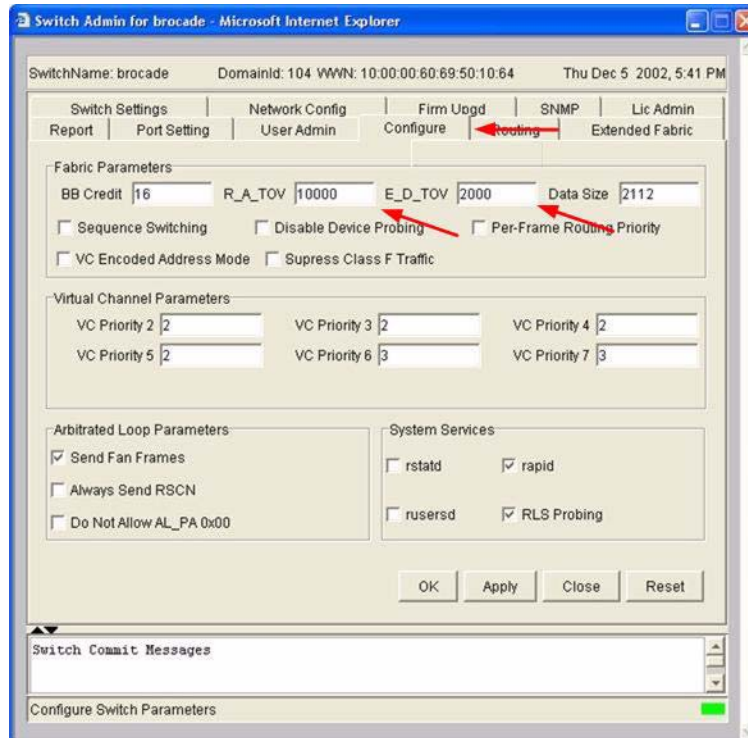 Switch Admin for brocade - Microsoft Internet Explorer
SwitchName: brocade DomainId: 104 WWN: 10:00:00:60:69:50:10:64 Thu Dec 5 2002, 5:41 PM
Switch Settings Network Config Firm Upgd SNMP Lic Admin
Report Port Setting User Admin Configure Routing Extended Fabric
Fabric Parameters
BB Credit 16 R_A_TOV 10000 E_D_TOV 2000 Data Size 2112
Sequence Switching Disable Device Probing Per-Frame Routing Priority
VC Encoded Address Mode Supress Class F Traffic
Virtual Channel Parameters
VC Priority 2 2 VC Priority 3 2 VC Priority 4 2
VC Priority 5 2 VC Priority 6 3 VC Priority 7 3
Arbitrated Loop Parameters
Send Fan Frames
Always Send RSCN
Do Not Allow AL_PA 0x00
System Services
rstatd rapid
rusersd RLS Probing
OK Apply Close Reset
Switch Commit Messages
Configure Switch Parameters